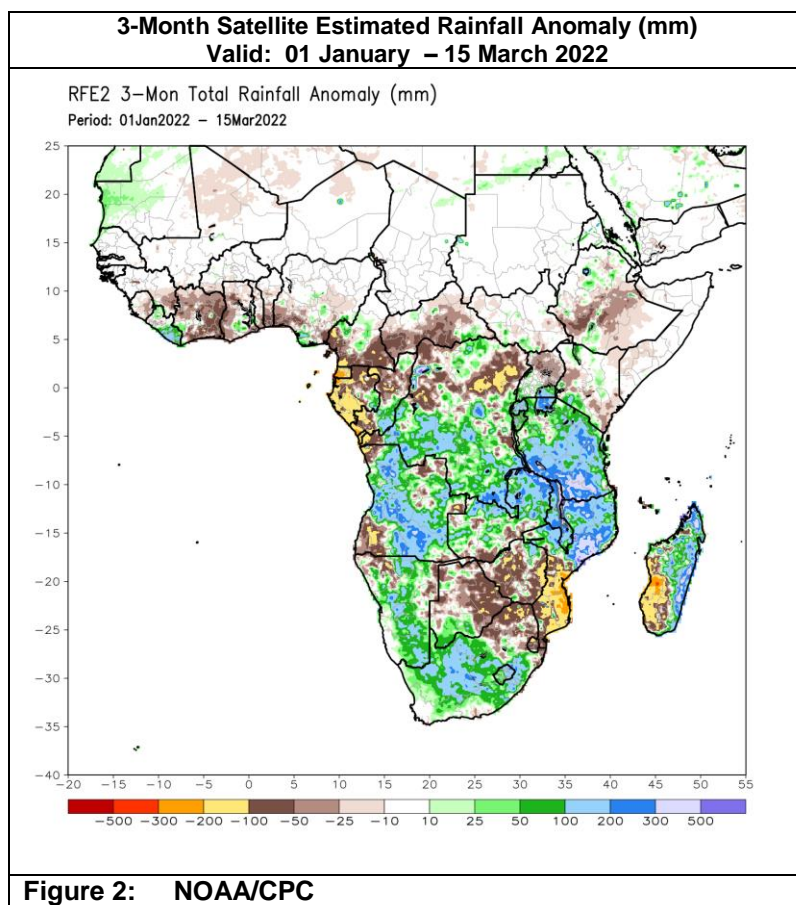 3-Month Satellite Estimated Rainfall Anomaly (mm)
Valid: 01 January – 15 March 2022
RFE2 3-Mon Total Rainfall Anomaly (mm)
Period: 01Jan2022 – 15Mar2022
25
20
15
10
5
0
-5
-10
-15
-20
-25
-30
-35
-40
-20 -15 -10 -5 0 5 10 15 20 25 30 35 40 45 50 55
-500 -300 -200 -100 -50 -25 -10 10 25 50 100 200 300 500
Figure 2: NOAA/CPC